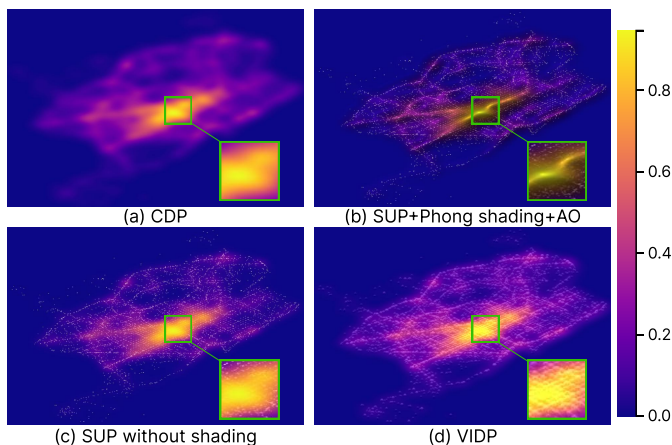 (a) CDP
(b) SUP+Phong shading+AO
(c) SUP without shading
(d) VIDP
0.8
0.6
0.4
0.2
0.0